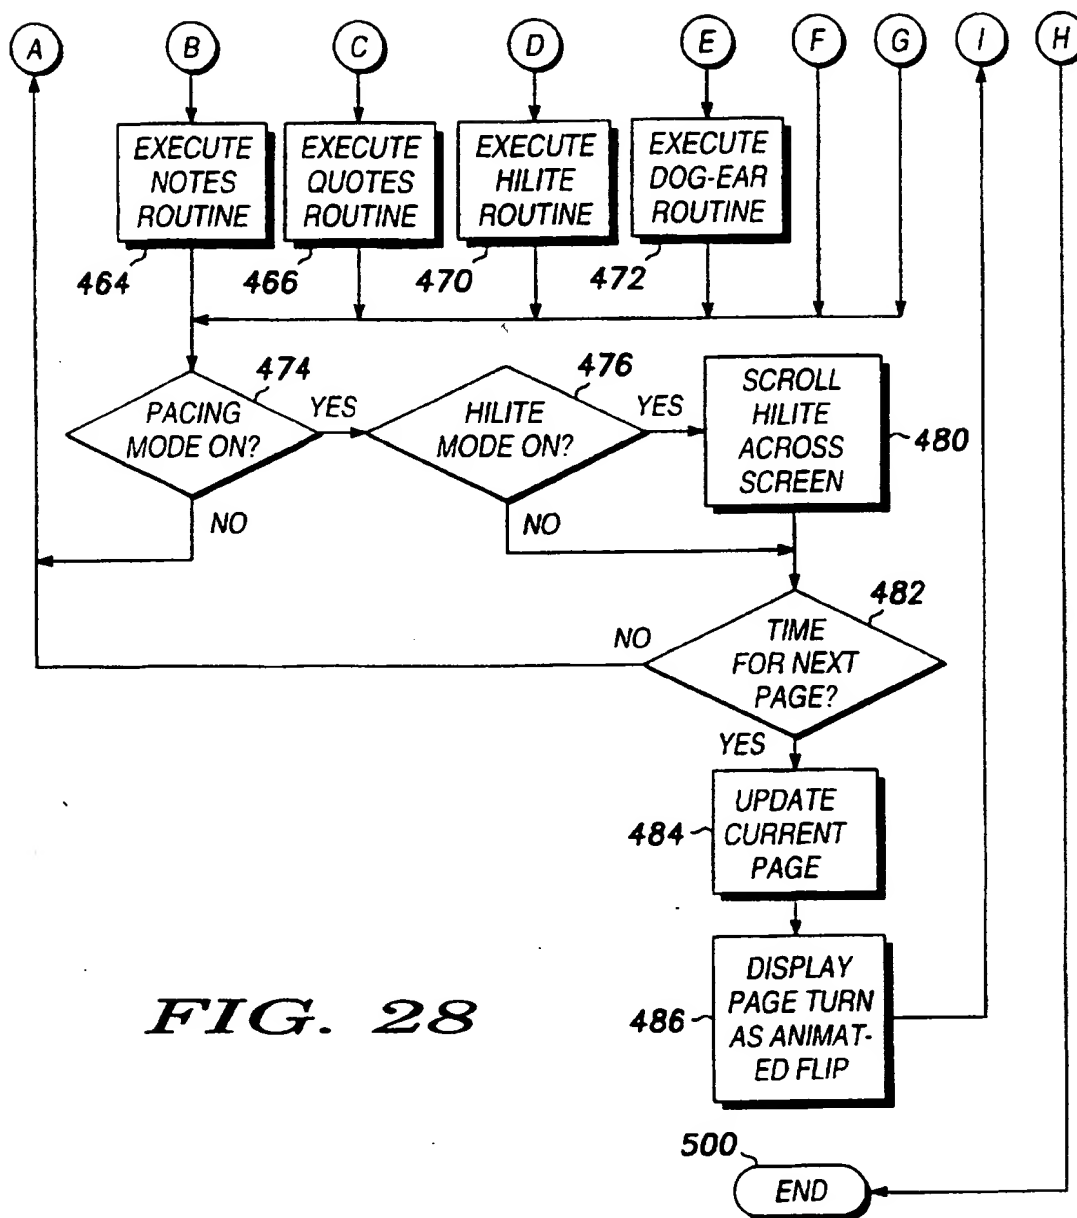 A B C D E F G I H
EXECUTE
NOTES
ROUTINE
464
EXECUTE
QUOTES
ROUTINE
466
EXECUTE
HILITE
ROUTINE
470
EXECUTE
DOG-EAR
ROUTINE
472
PACING
MODE ON?
474
YES
NO
HILITE
MODE ON?
476
YES
NO
SCROLL
HILITE
ACROSS
SCREEN
480
TIME
FOR NEXT
PAGE?
482
NO
YES
UPDATE
CURRENT
PAGE
484
DISPLAY
PAGE TURN
AS ANIMAT-
ED FLIP
486
FIG. 28
500
END